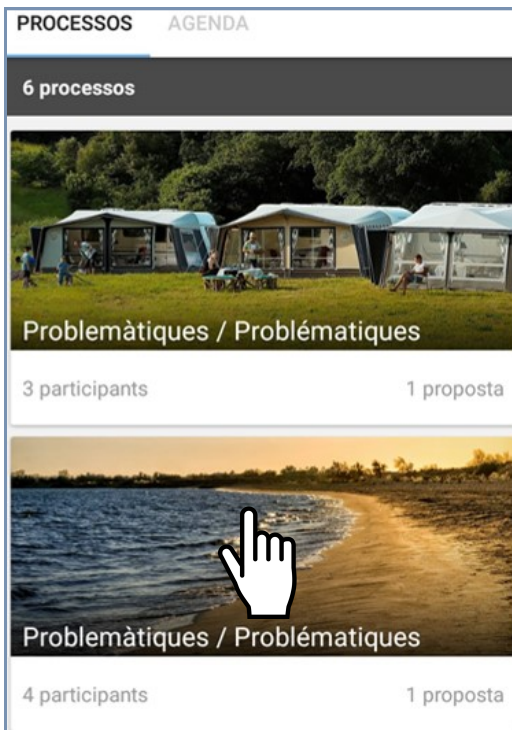 PROCESSOS AGENDA
6 processos
Problemàtiques / Problématiques
3 participants 1 proposta
Problemàtiques / Problématiques
4 participants 1 proposta